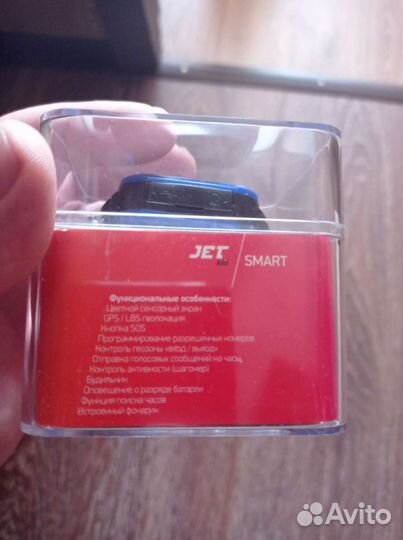 JET
KID
SMART
Функциональные особенности:
Цветной сенсорный экран
GPS / LBS геолокация
Кнопка SOS
Программирование разрешенных номеров
Контроль геозоны «вход / выход»
Отправка голосовых сообщений на часы
Контроль активности (шагомер)
Будильник
Оповещение о разряде батареи
Функция поиска часов
Встроенный фонарик
Avito